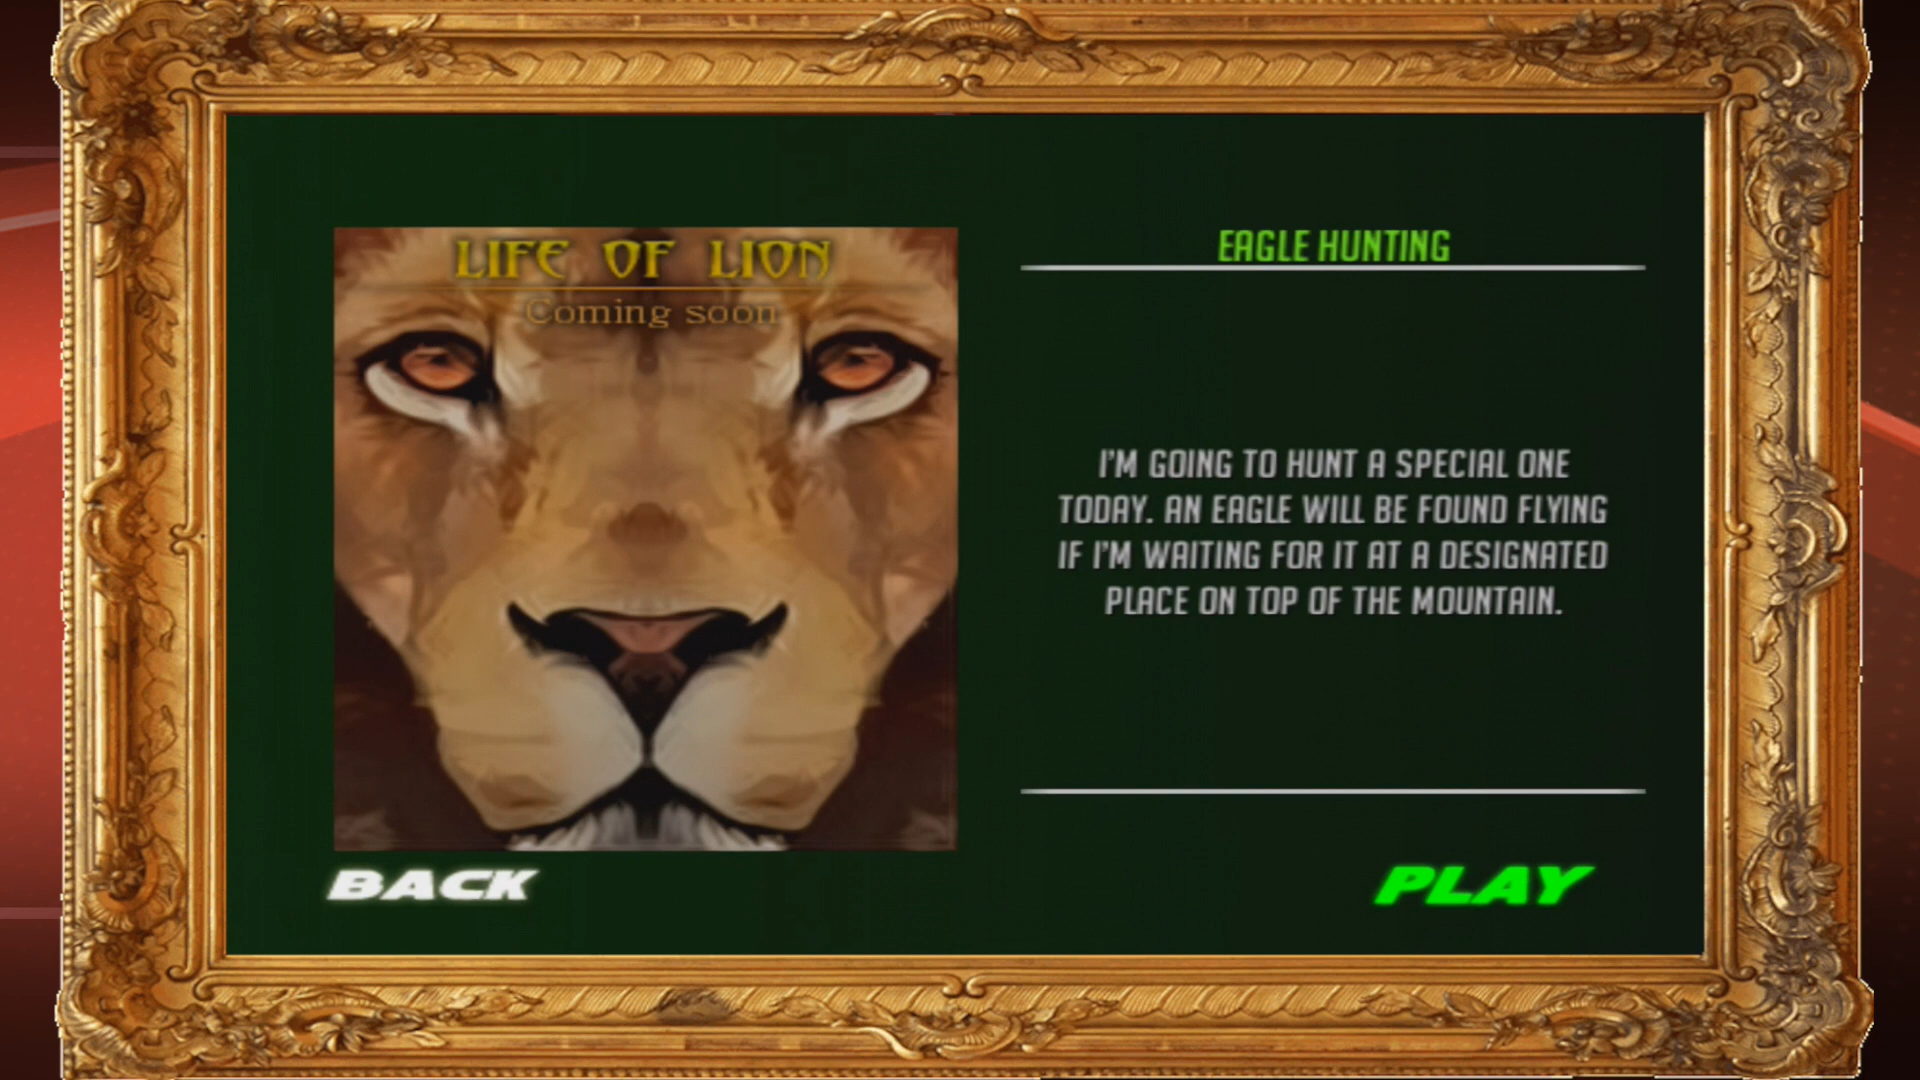 LIFE OF LION
Coming soon
EAGLE HUNTING
I'M GOING TO HUNT A SPECIAL ONE
TODAY. AN EAGLE WILL BE FOUND FLYING
IF I'M WAITING FOR IT AT A DESIGNATED
PLACE ON TOP OF THE MOUNTAIN.
BACK
PLAY